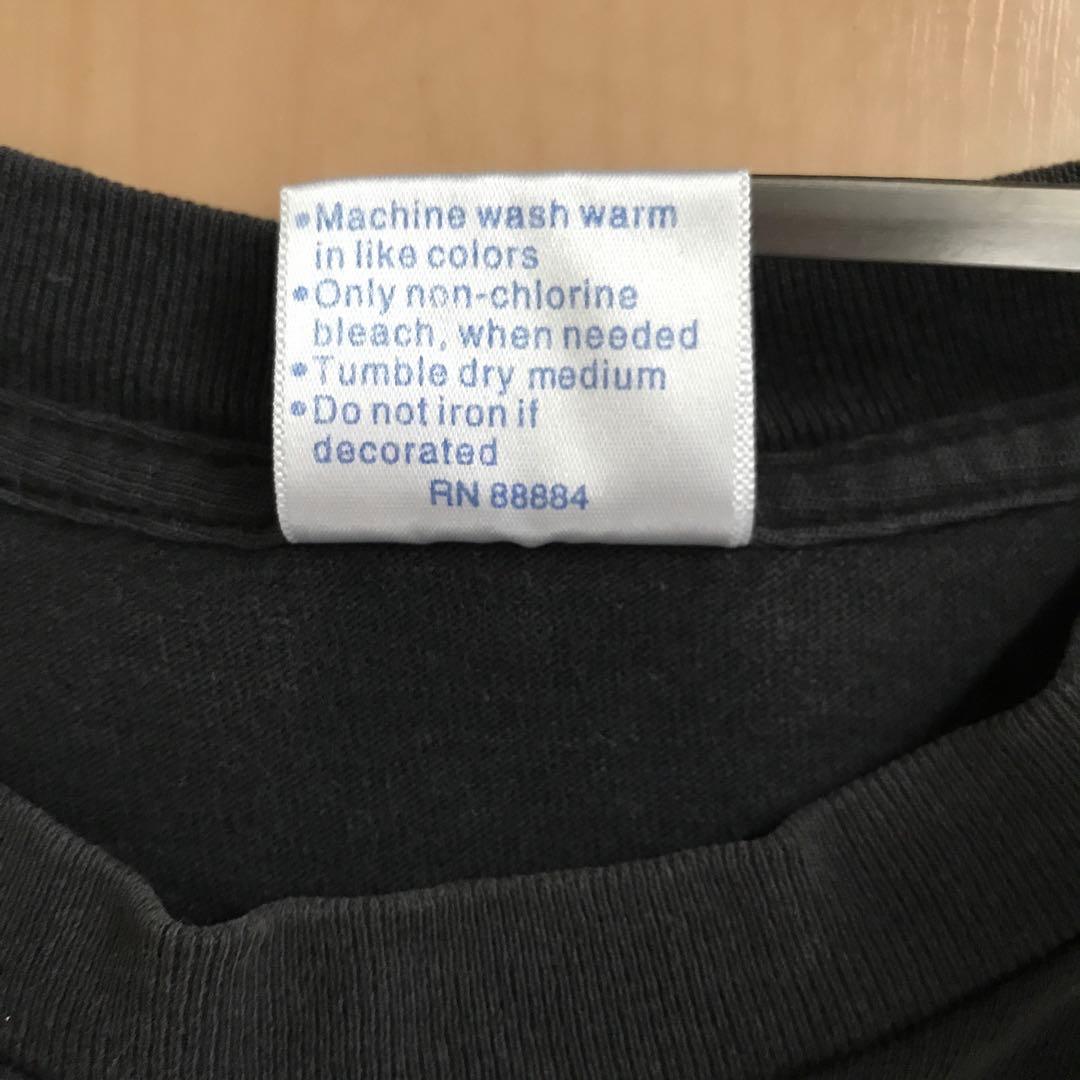 •Machine wash warm
in like colors
•Only non-chlorine
bleach, when needed
•Tumble dry medium
•Do not iron if
decorated
RN 88884